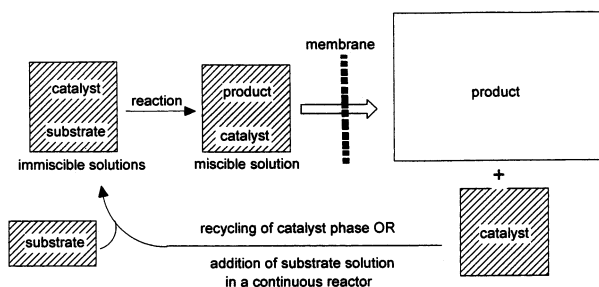 membrane
catalyst
substrate
reaction
product
catalyst
product
immiscible solutions
miscible solution
+
substrate
recycling of catalyst phase OR
addition of substrate solution
in a continuous reactor
catalyst